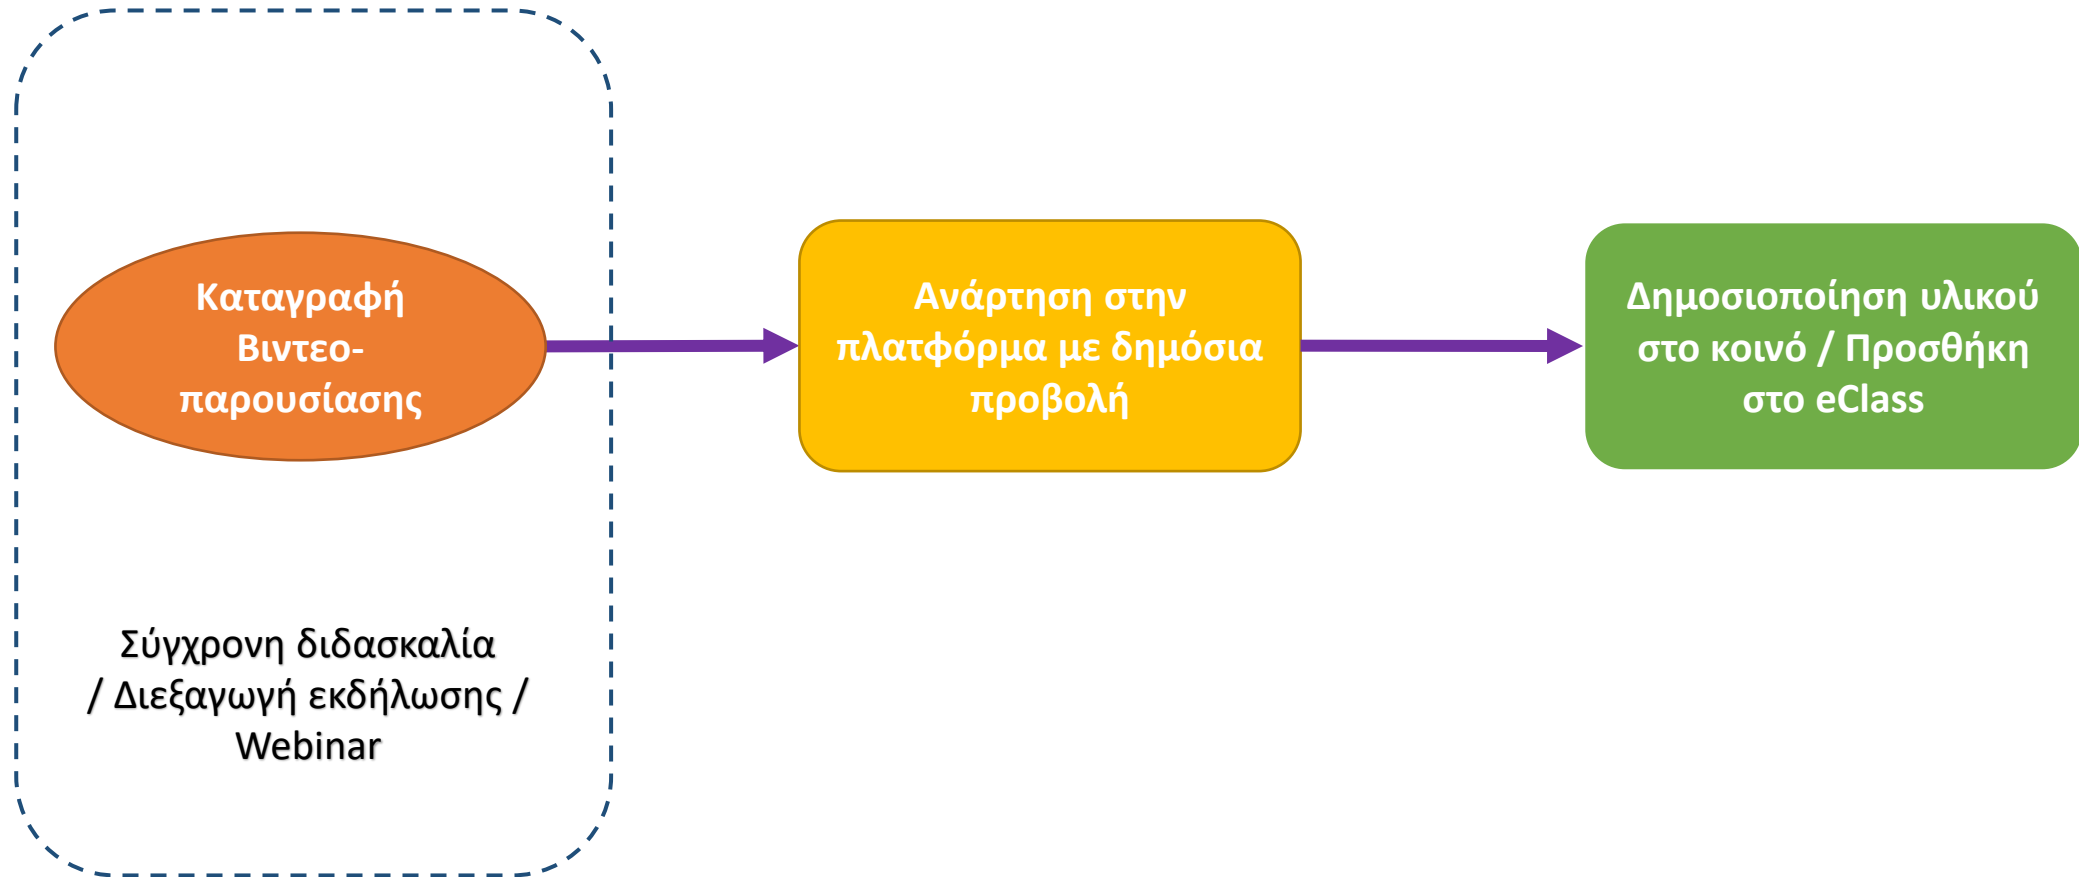 Καταγραφή
Βιντεο-
παρουσίασης
Ανάρτηση στην
πλατφόρμα με δημόσια
προβολή
Δημοσιοποίηση υλικού
στο κοινό / Προσθήκη
στο eClass
Σύγχρονη διδασκαλία
/ Διεξαγωγή εκδήλωσης /
Webinar